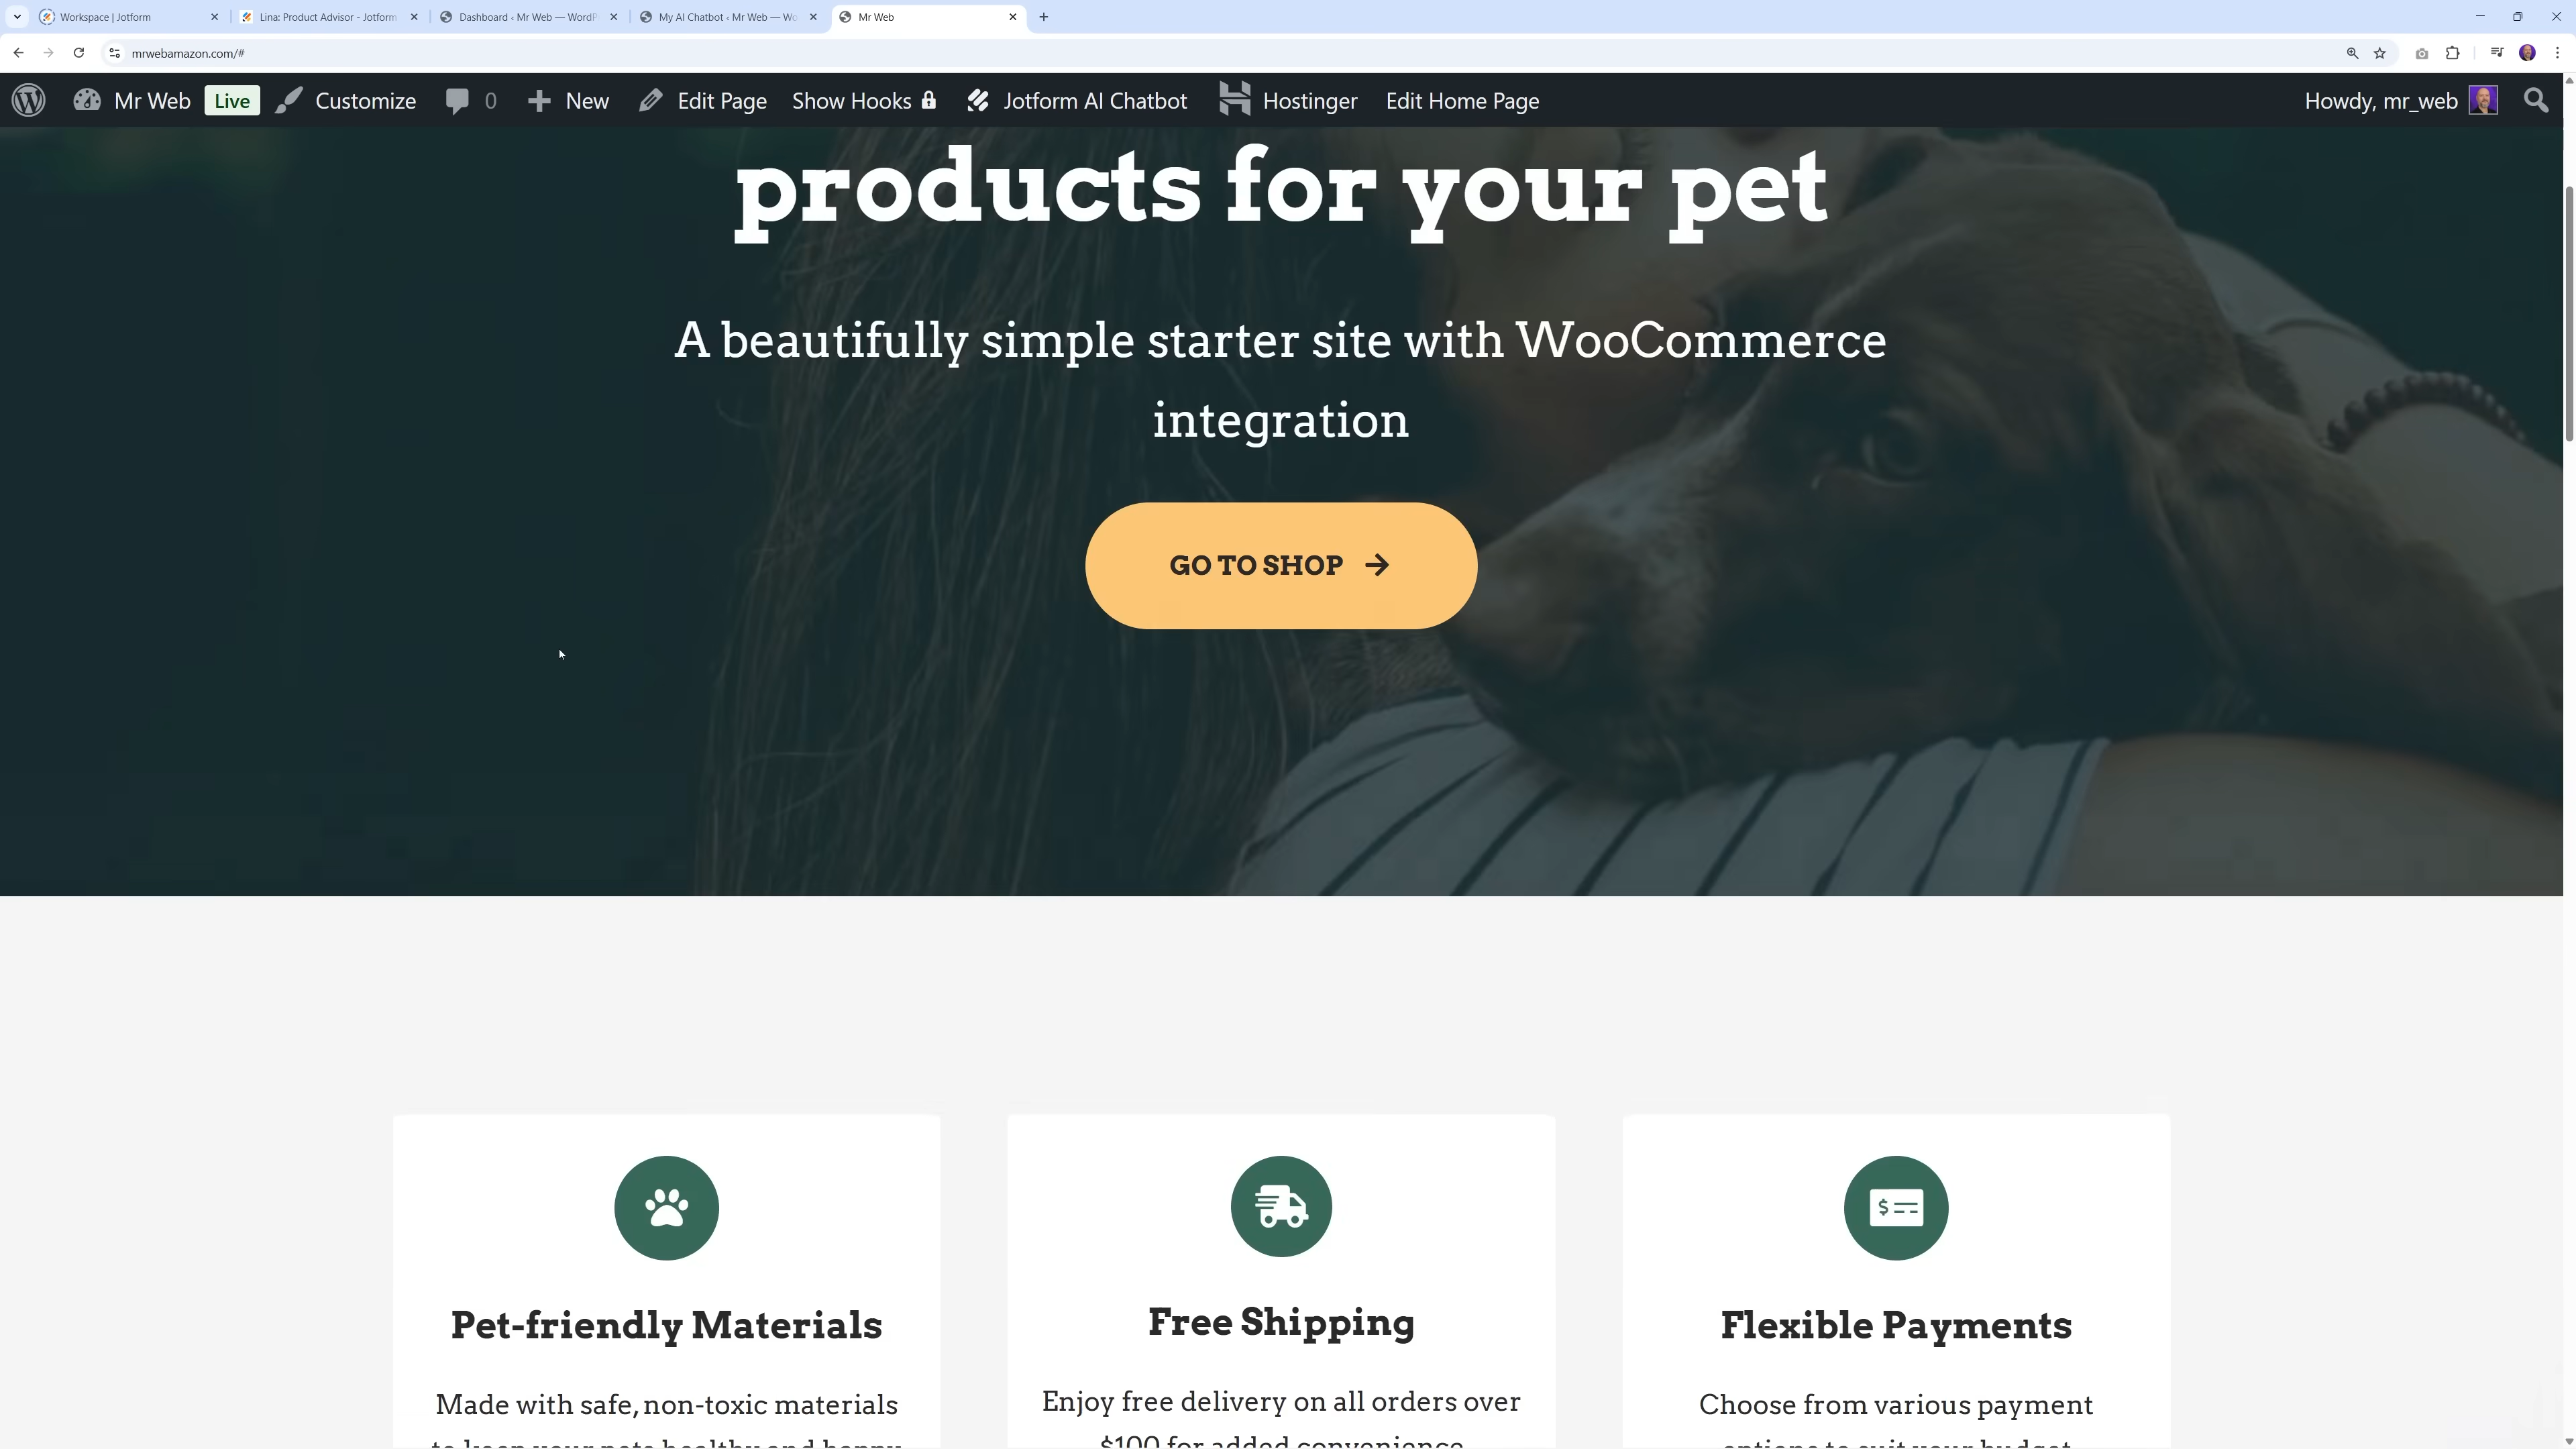 Workspace | Jotform
Lina: Product Advisor - Jotform
Dashboard ‹ Mr Web — WordP
My AI Chatbot ‹ Mr Web — Wo
Mr Web
mrwebamazon.com/#
Mr Web Live Customize 0 New Edit Page Show Hooks Jotform AI Chatbot Hostinger Edit Home Page Howdy, mr_web
products for your pet
A beautifully simple starter site with WooCommerce
integration
GO TO SHOP
Pet-friendly Materials
Made with safe, non-toxic materials
to keep your pets healthy and happy
Free Shipping
Enjoy free delivery on all orders over
$100 for added convenience
Flexible Payments
Choose from various payment
options to suit your budget